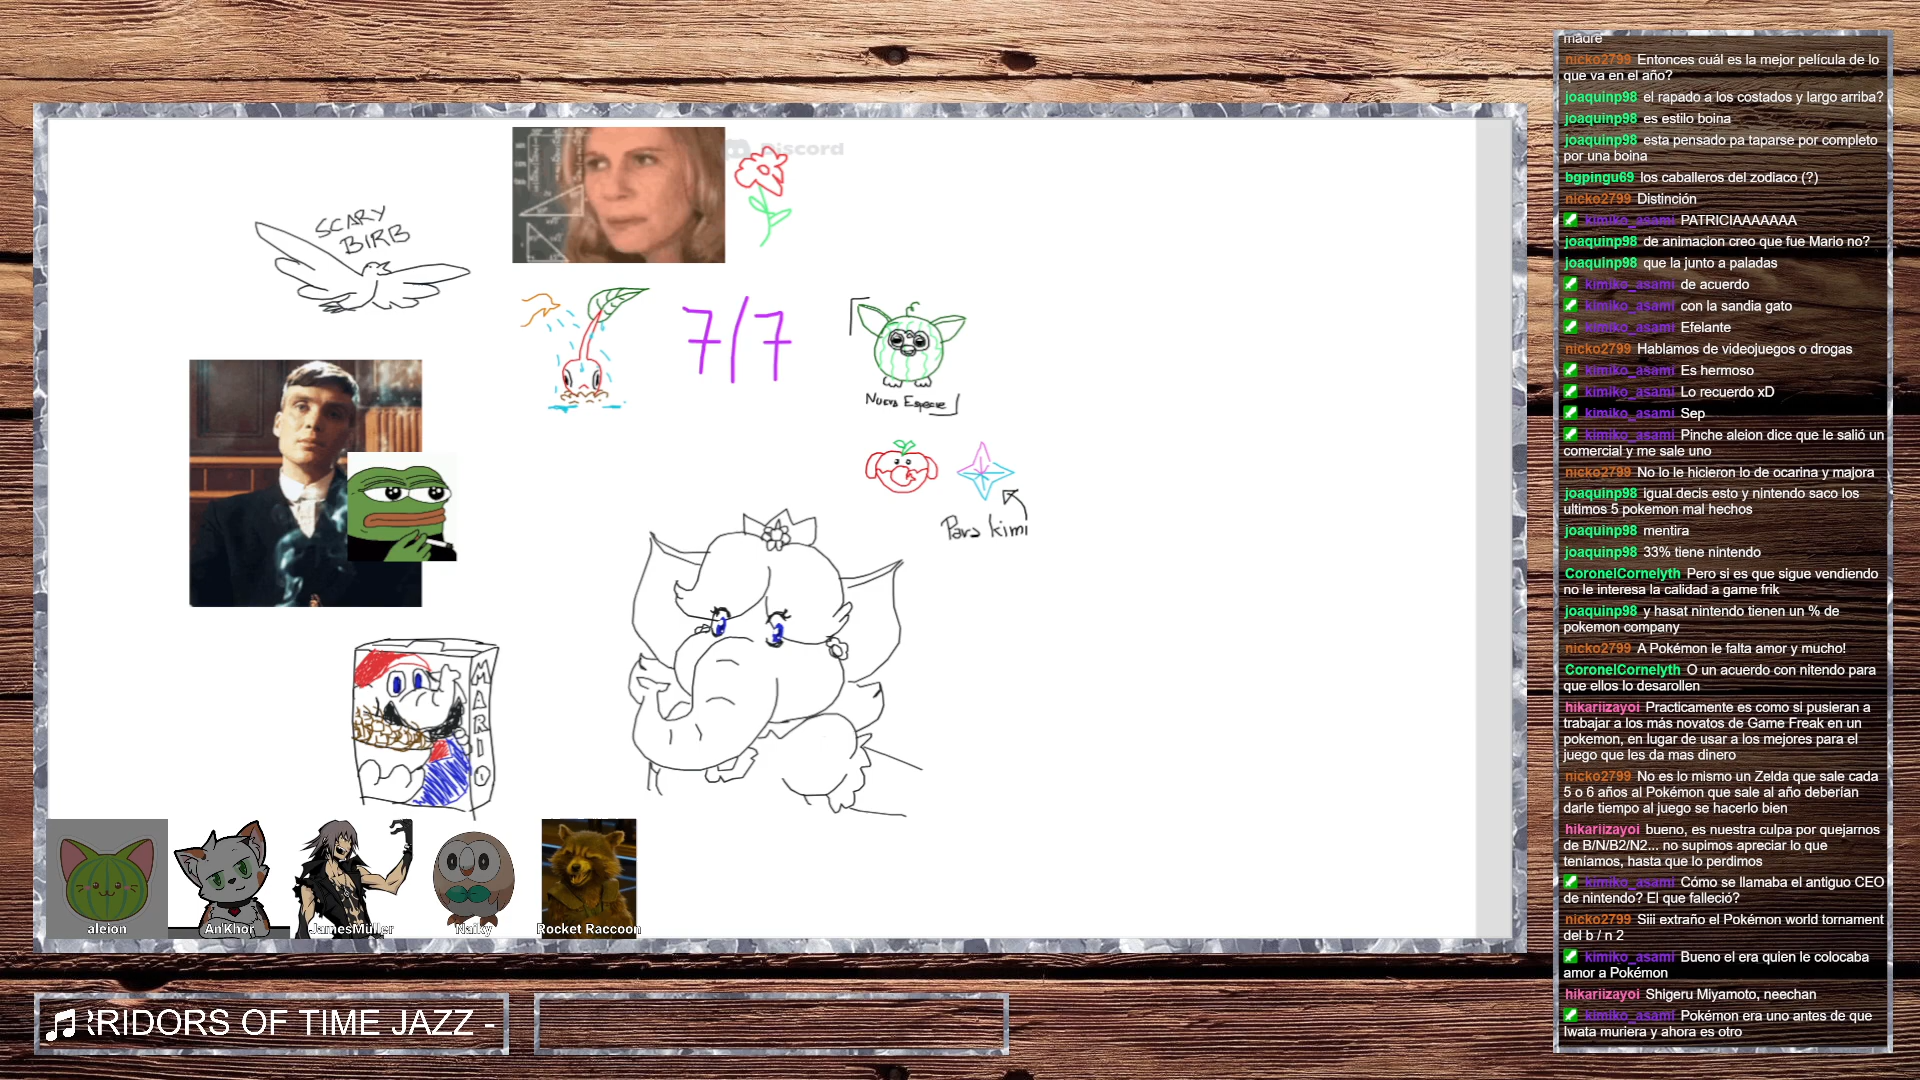 Discord
SCARY
BIRB
7/7
Nueva Especie
Para kimi
MARIO
aleion
An'Khor
JamesMüller
Naiky
Rocket Raccoon
RRIDORS OF TIME JAZZ -
madre
nicko2799 Entonces cuál es la mejor película de lo
que va en el año?
joaquinp98 el rapado a los costados y largo arriba?
joaquinp98 es estilo boina
joaquinp98 esta pensado pa taparse por completo
por una boina
bgpingu69 los caballeros del zodiaco (?)
nicko2799 Distinción
kimiko_asami PATRICIAAAAAAA
joaquinp98 de animacion creo que fue Mario no?
joaquinp98 que la junto a paladas
kimiko_asami de acuerdo
kimiko_asami con la sandia gato
kimiko_asami Efelante
nicko2799 Hablamos de videojuegos o drogas
kimiko_asami Es hermoso
kimiko_asami Lo recuerdo xD
kimiko_asami Sep
kimiko_asami Pinche aleion dice que le salió un
comercial y me sale uno
nicko2799 No lo le hicieron lo de ocarina y majora
joaquinp98 igual decis esto y nintendo saco los
ultimos 5 pokemon mal hechos
joaquinp98 mentira
joaquinp98 33% tiene nintendo
CoronelCornelyth Pero si es que sigue vendiendo
no le interesa la calidad a game frik
joaquinp98 y hasat nintendo tienen un % de
pokemon company
nicko2799 A Pokémon le falta amor y mucho!
CoronelCornelyth O un acuerdo con nitendo para
que ellos lo desarollen
hikariizayoi Practicamente es como si pusieran a
trabajar a los más novatos de Game Freak en un
pokemon, en lugar de usar a los mejores para el
juego que les da mas dinero
nicko2799 No es lo mismo un Zelda que sale cada
5 o 6 años al Pokémon que sale al año deberían
darle tiempo al juego se hacerlo bien
hikariizayoi bueno, es nuestra culpa por quejarnos
de B/N/B2/N2... no supimos apreciar lo que
teníamos, hasta que lo perdimos
kimiko_asami Cómo se llamaba el antiguo CEO
de nintendo? El que falleció?
nicko2799 Siii extraño el Pokémon world tornament
del b / n 2
kimiko_asami Bueno el era quien le colocaba
amor a Pokémon
hikariizayoi Shigeru Miyamoto, neechan
kimiko_asami Pokémon era uno antes de que
Iwata muriera y ahora es otro